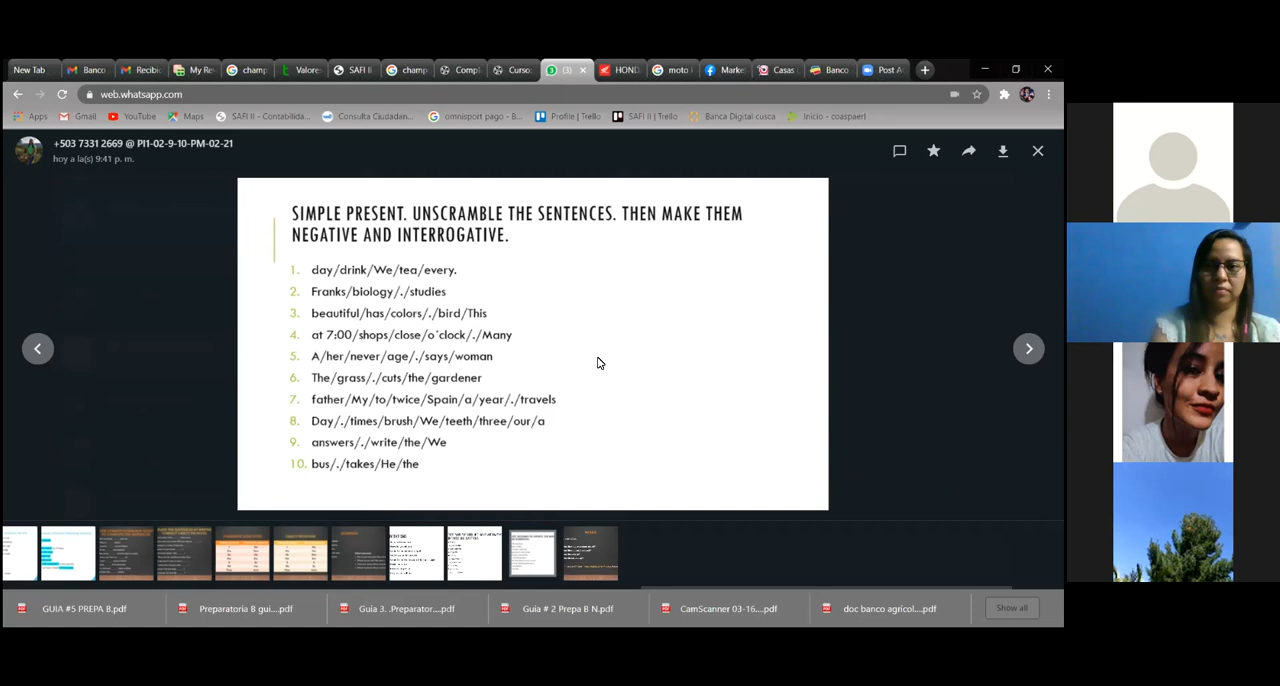 New Tab Banco Recibi My Re champ Valore SAFI II champ Compl Curso: (3) HOND. moto Marke Casas Banco Post A
web.whatsapp.com
Apps Gmail YouTube Maps SAFI II - Contabilida... Consulta Ciudadan... omnisport pago - B... Profile | Trello SAFI II | Trello Banca Digital cusca Inicio - coaspaerl
+503 7331 2669 @ PI1-02-9-10-PM-02-21
hoy a la(s) 9:41 p. m.
SIMPLE PRESENT. UNSCRAMBLE THE SENTENCES. THEN MAKE THEM
NEGATIVE AND INTERROGATIVE.
1. day/drink/We/tea/every.
2. Franks/biology/./studies
3. beautiful/has/colors/./bird/This
4. at 7:00/shops/close/o´clock/./Many
5. A/her/never/age/./says/woman
6. The/grass/./cuts/the/gardener
7. father/My/to/twice/Spain/a/year/./travels
8. Day/./times/brush/We/teeth/three/our/a
9. answers/./write/the/We
10. bus/./takes/He/the
GUIA #5 PREPA B.pdf Preparatoria B gui....pdf Guia 3. .Preparator....pdf Guia # 2 Prepa B N.pdf CamScanner 03-16....pdf doc banco agricol....pdf Show all